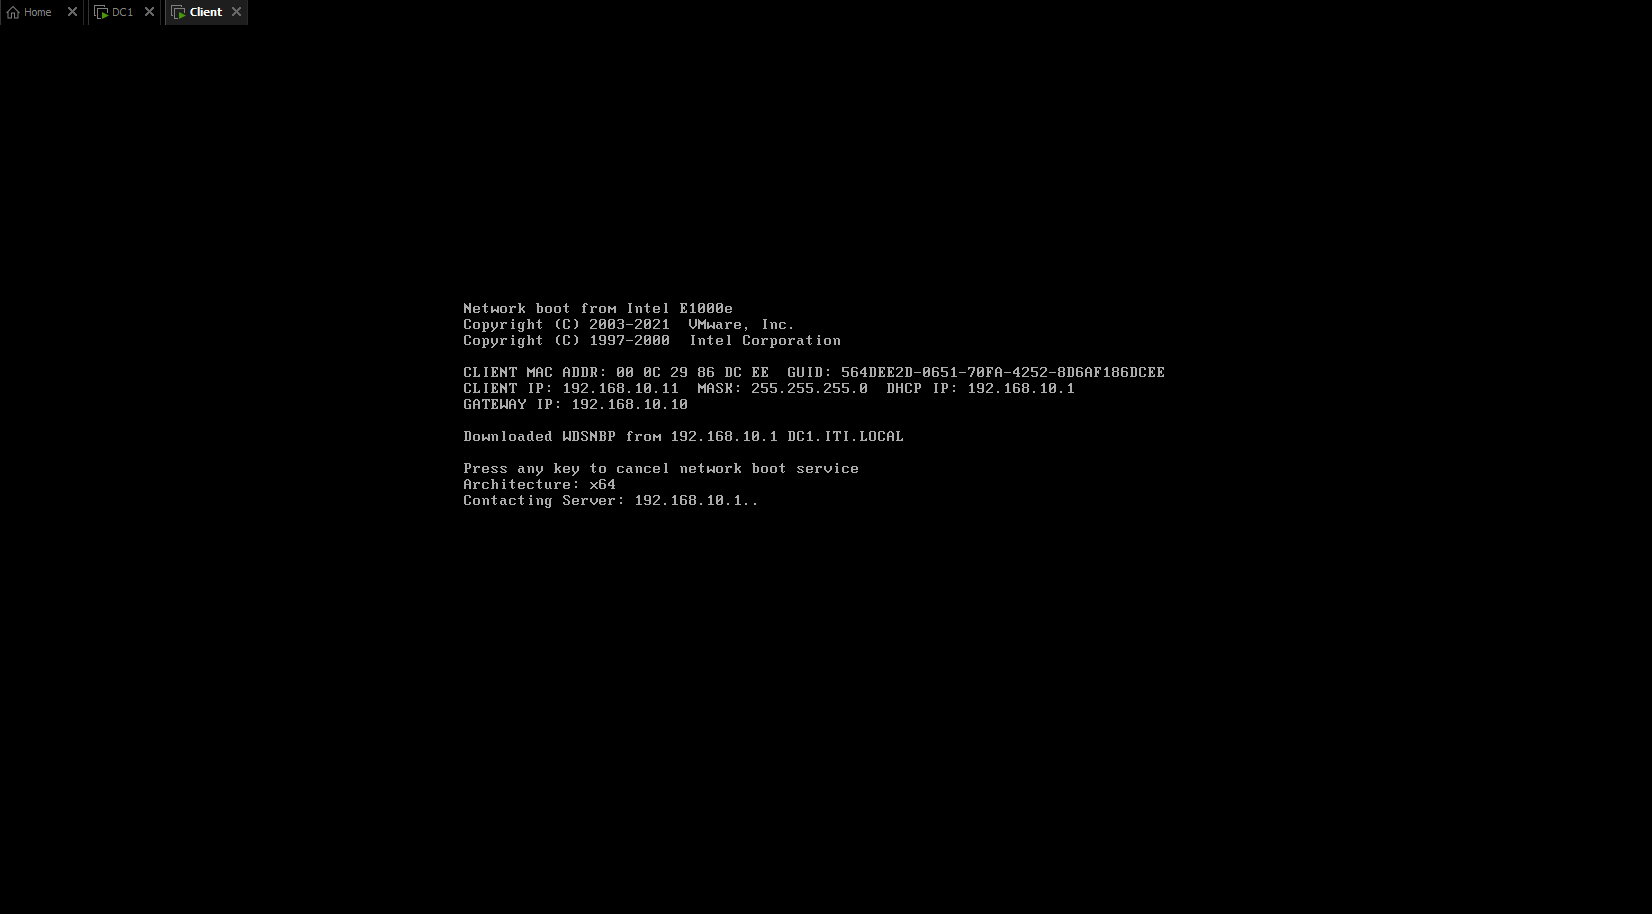 Home DC1 Client
Network boot from Intel E1000e
Copyright (C) 2003-2021  VMware, Inc.
Copyright (C) 1997-2000  Intel Corporation
CLIENT MAC ADDR: 00 0C 29 86 DC EE  GUID: 564DEE2D-0651-70FA-4252-8D6AF186DCEE
CLIENT IP: 192.168.10.11  MASK: 255.255.255.0  DHCP IP: 192.168.10.1
GATEWAY IP: 192.168.10.10
Downloaded WDSNBP from 192.168.10.1 DC1.ITI.LOCAL
Press any key to cancel network boot service
Architecture: x64
Contacting Server: 192.168.10.1..